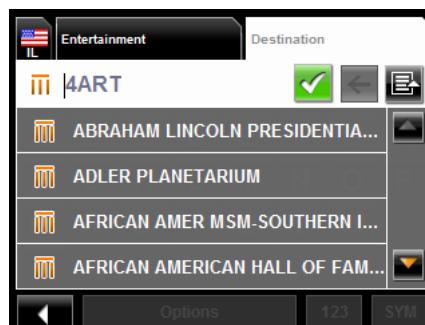 Entertainment Destination
IL
4ART
ABRAHAM LINCOLN PRESIDENTIA...
ADLER PLANETARIUM
AFRICAN AMER MSM-SOUTHERN I...
AFRICAN AMERICAN HALL OF FAM...
Options 123 SYM